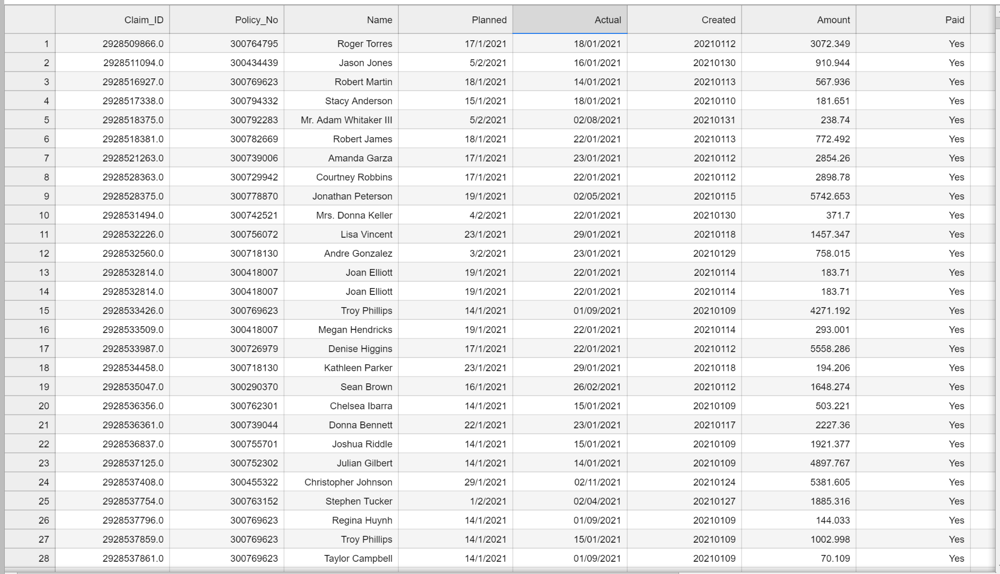 Claim_ID Policy_No Name Planned Actual Created Amount Paid
1 2928509866.0 300764795 Roger Torres 17/1/2021 18/01/2021 20210112 3072.349 Yes
2 2928511094.0 300434439 Jason Jones 5/2/2021 16/01/2021 20210130 910.944 Yes
3 2928516927.0 300769623 Robert Martin 18/1/2021 14/01/2021 20210113 567.936 Yes
4 2928517338.0 300794332 Stacy Anderson 15/1/2021 18/01/2021 20210110 181.651 Yes
5 2928518375.0 300792283 Mr. Adam Whitaker III 5/2/2021 02/08/2021 20210131 238.74 Yes
6 2928518381.0 300782669 Robert James 18/1/2021 22/01/2021 20210113 772.492 Yes
7 2928521263.0 300739006 Amanda Garza 17/1/2021 23/01/2021 20210112 2854.26 Yes
8 2928528363.0 300729942 Courtney Robbins 17/1/2021 22/01/2021 20210112 2898.78 Yes
9 2928528375.0 300778870 Jonathan Peterson 19/1/2021 02/05/2021 20210115 5742.653 Yes
10 2928531494.0 300742521 Mrs. Donna Keller 4/2/2021 22/01/2021 20210130 371.7 Yes
11 2928532226.0 300756072 Lisa Vincent 23/1/2021 29/01/2021 20210118 1457.347 Yes
12 2928532560.0 300718130 Andre Gonzalez 3/2/2021 23/01/2021 20210129 758.015 Yes
13 2928532814.0 300418007 Joan Elliott 19/1/2021 22/01/2021 20210114 183.71 Yes
14 2928532814.0 300418007 Joan Elliott 19/1/2021 22/01/2021 20210114 183.71 Yes
15 2928533426.0 300769623 Troy Phillips 14/1/2021 01/09/2021 20210109 4271.192 Yes
16 2928533509.0 300418007 Megan Hendricks 19/1/2021 22/01/2021 20210114 293.001 Yes
17 2928533987.0 300726979 Denise Higgins 17/1/2021 22/01/2021 20210112 5558.286 Yes
18 2928534458.0 300718130 Kathleen Parker 23/1/2021 29/01/2021 20210118 194.206 Yes
19 2928535047.0 300290370 Sean Brown 16/1/2021 26/02/2021 20210112 1648.274 Yes
20 2928536356.0 300762301 Chelsea Ibarra 14/1/2021 15/01/2021 20210109 503.221 Yes
21 2928536361.0 300739044 Donna Bennett 22/1/2021 23/01/2021 20210117 2227.36 Yes
22 2928536837.0 300755701 Joshua Riddle 14/1/2021 15/01/2021 20210109 1921.377 Yes
23 2928537125.0 300752302 Julian Gilbert 14/1/2021 14/01/2021 20210109 4897.767 Yes
24 2928537408.0 300455322 Christopher Johnson 29/1/2021 02/11/2021 20210124 5381.605 Yes
25 2928537754.0 300763152 Stephen Tucker 1/2/2021 02/04/2021 20210127 1885.316 Yes
26 2928537796.0 300769623 Regina Huynh 14/1/2021 01/09/2021 20210109 144.033 Yes
27 2928537859.0 300769623 Troy Phillips 14/1/2021 15/01/2021 20210109 1002.998 Yes
28 2928537861.0 300769623 Taylor Campbell 14/1/2021 01/09/2021 20210109 70.109 Yes